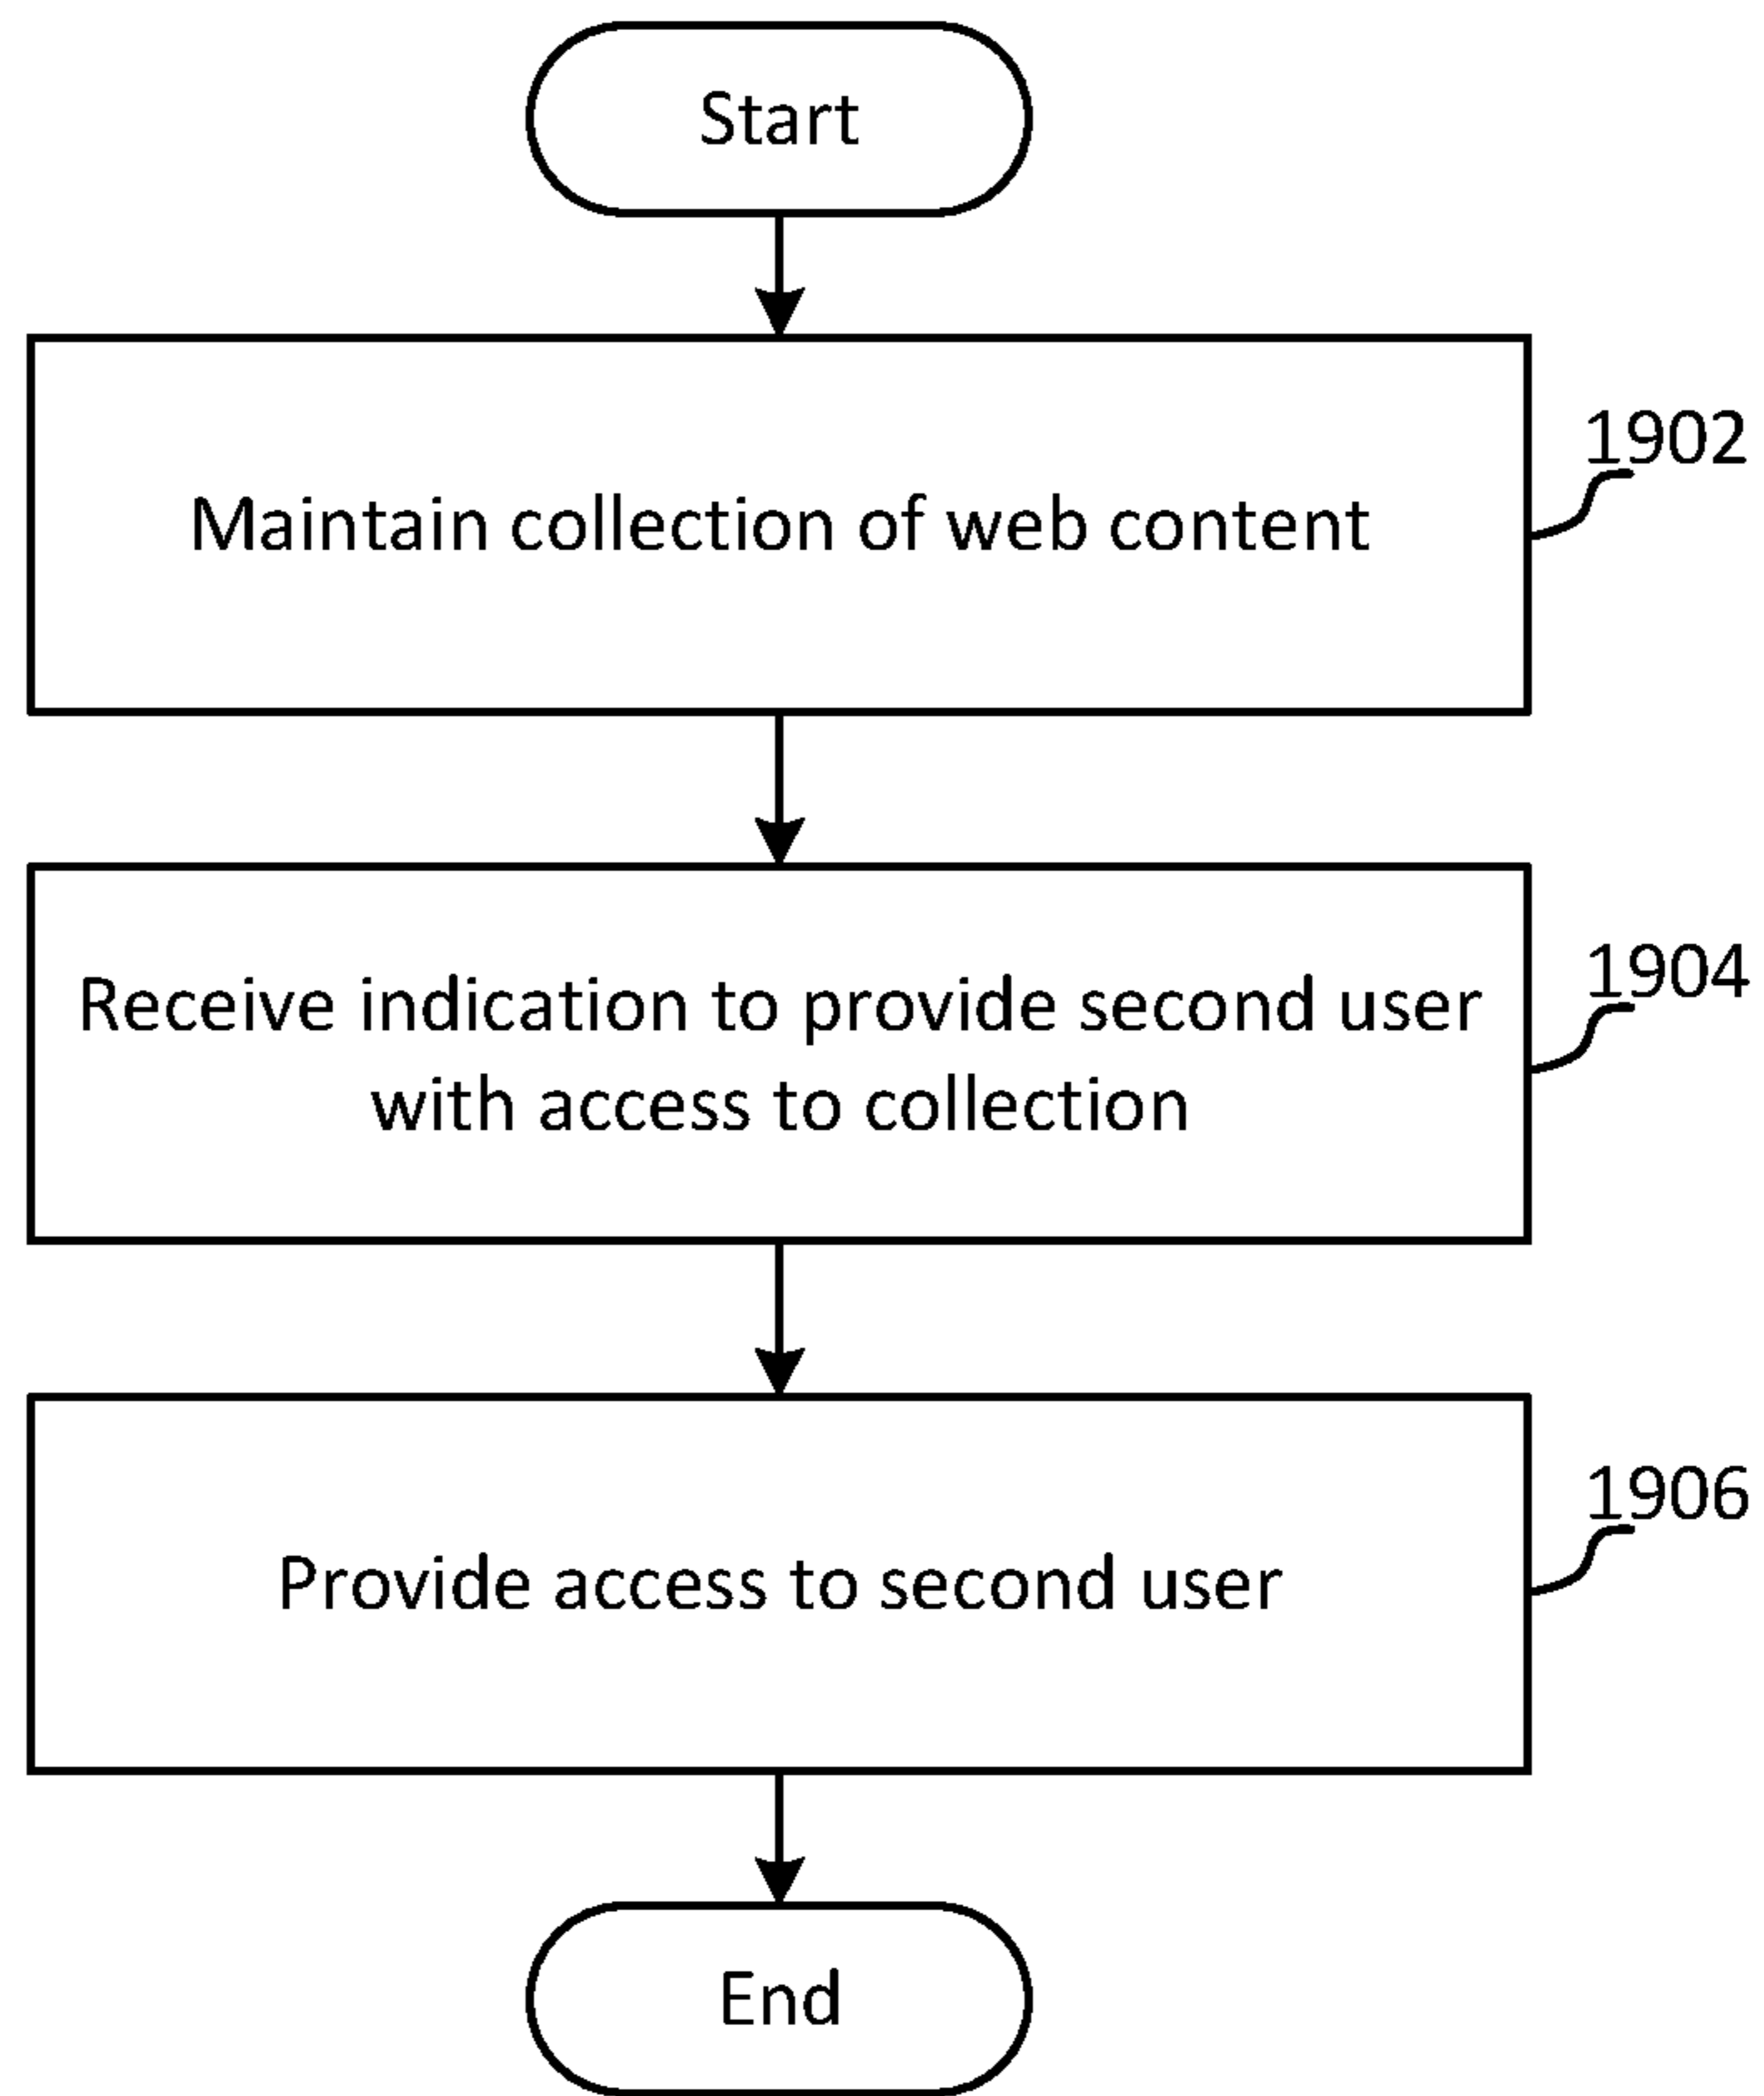 Start
1902
Maintain collection of web content
1904
Receive indication to provide second user
with access to collection
1906
Provide access to second user
End